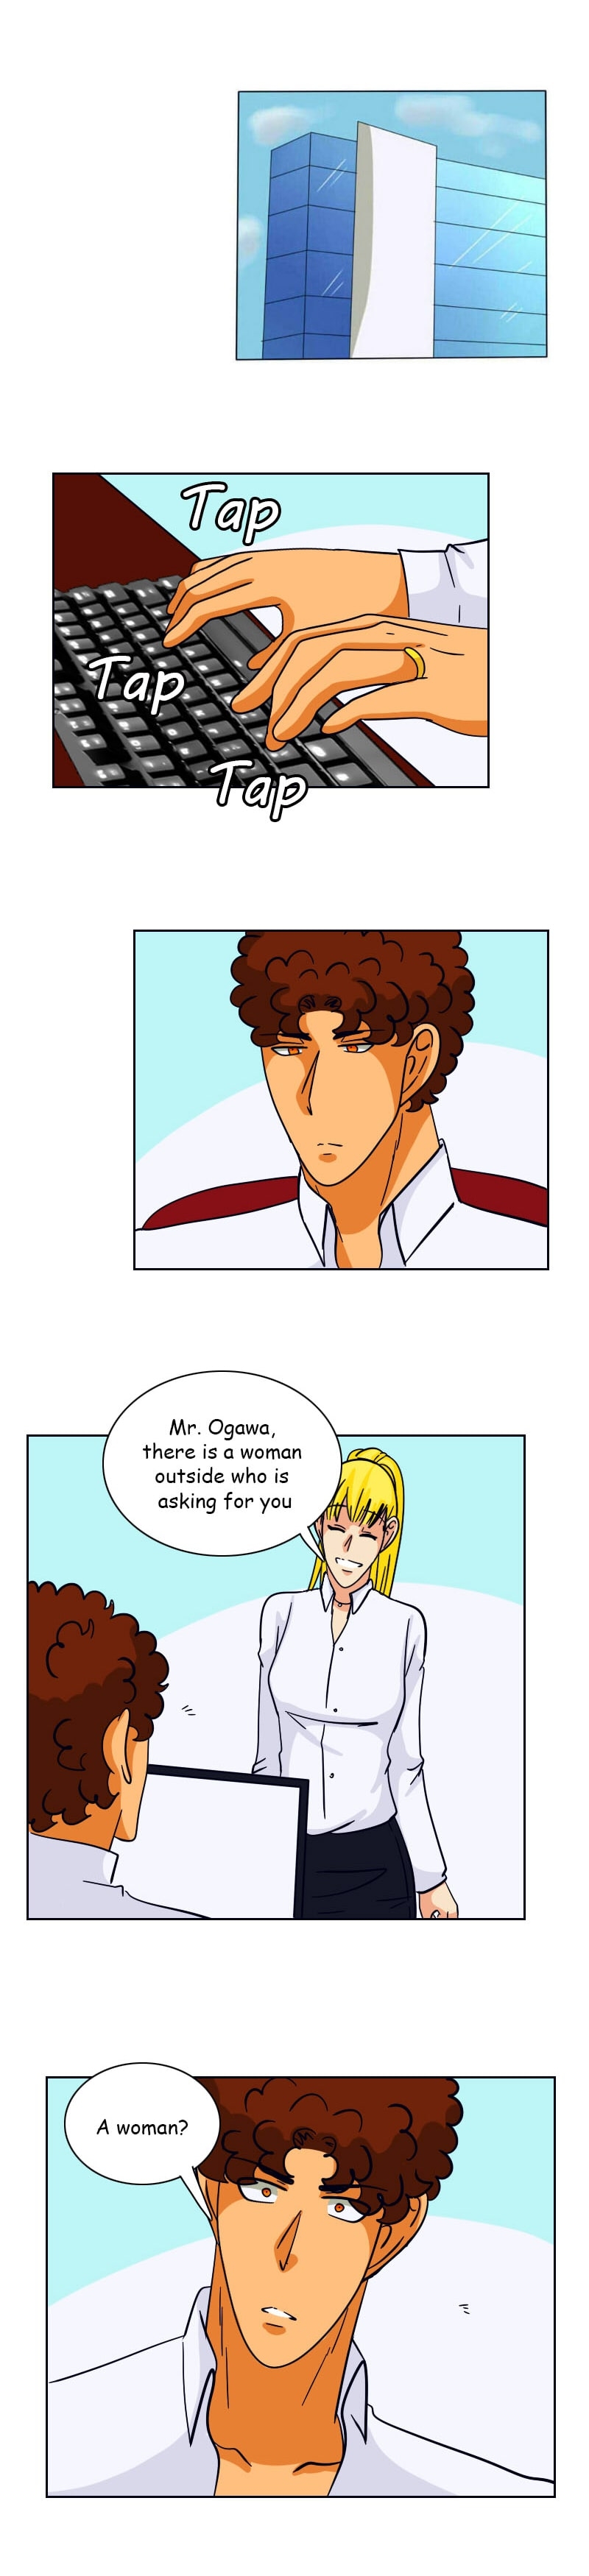 Tap
Tap
Tap
Mr. Ogawa,
there is a woman
outside who is
asking for you
A woman?